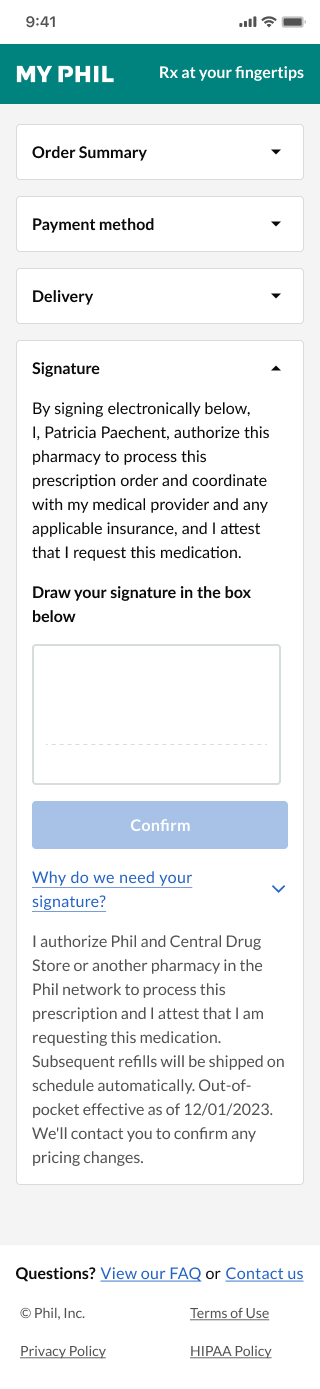 9:41
MY PHIL
Rx at your fingertips
Order Summary
Payment method
Delivery
Signature
By signing electronically below,
I, Patricia Paechent, authorize this
pharmacy to process this
prescription order and coordinate
with my medical provider and any
applicable insurance, and I attest
that I request this medication.
Draw your signature in the box
below
Confirm
Why do we need your
signature?
I authorize Phil and Central Drug
Store or another pharmacy in the
Phil network to process this
prescription and I attest that I am
requesting this medication.
Subsequent refills will be shipped on
schedule automatically. Out-of-
pocket effective as of 12/01/2023.
We'll contact you to confirm any
pricing changes.
Questions? View our FAQ or Contact us
© Phil, Inc.
Terms of Use
Privacy Policy
HIPAA Policy